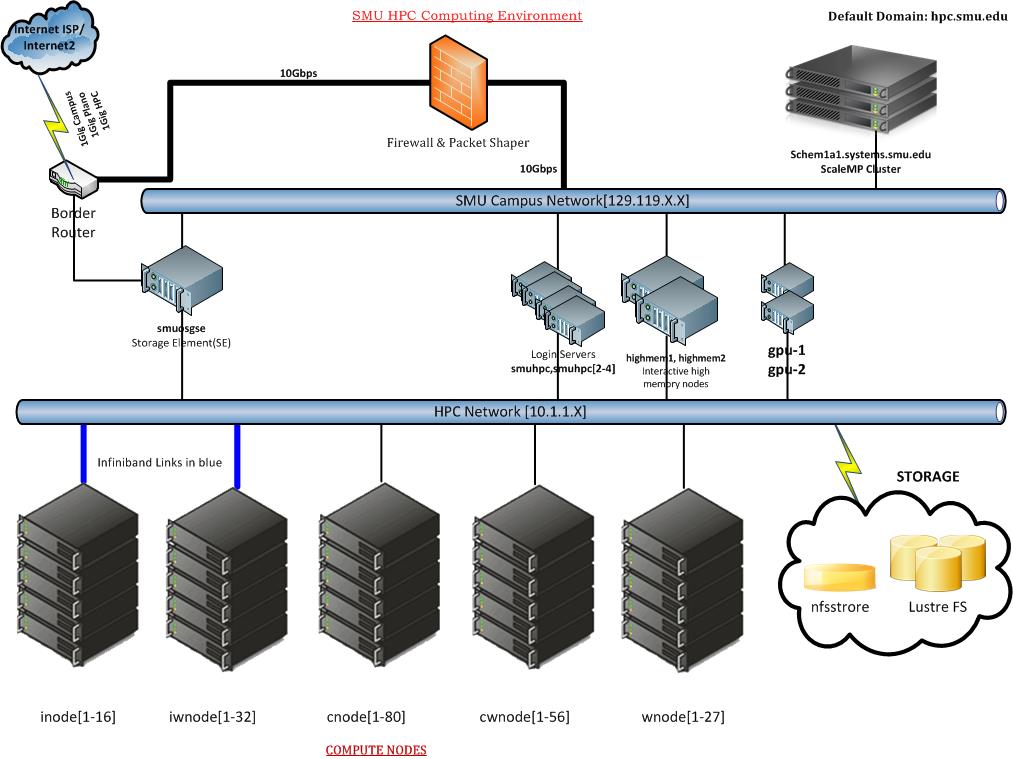 SMU HPC Computing Environment
Default Domain: hpc.smu.edu
Internet ISP/
Internet2
10Gbps
1Gig Campus
1Gig Plano
1Gig HPC
Firewall & Packet Shaper
10Gbps
Schem1a1.systems.smu.edu
ScaleMP Cluster
Border
Router
SMU Campus Network[129.119.X.X]
smuosgse
Storage Element(SE)
Login Servers
smuhpc,smuhpc[2-4]
highmem1, highmem2
Interactive high
memory nodes
gpu-1
gpu-2
HPC Network [10.1.1.X]
Infiniband Links in blue
STORAGE
nfsstrore
Lustre FS
inode[1-16]
iwnode[1-32]
cnode[1-80]
cwnode[1-56]
wnode[1-27]
COMPUTE NODES